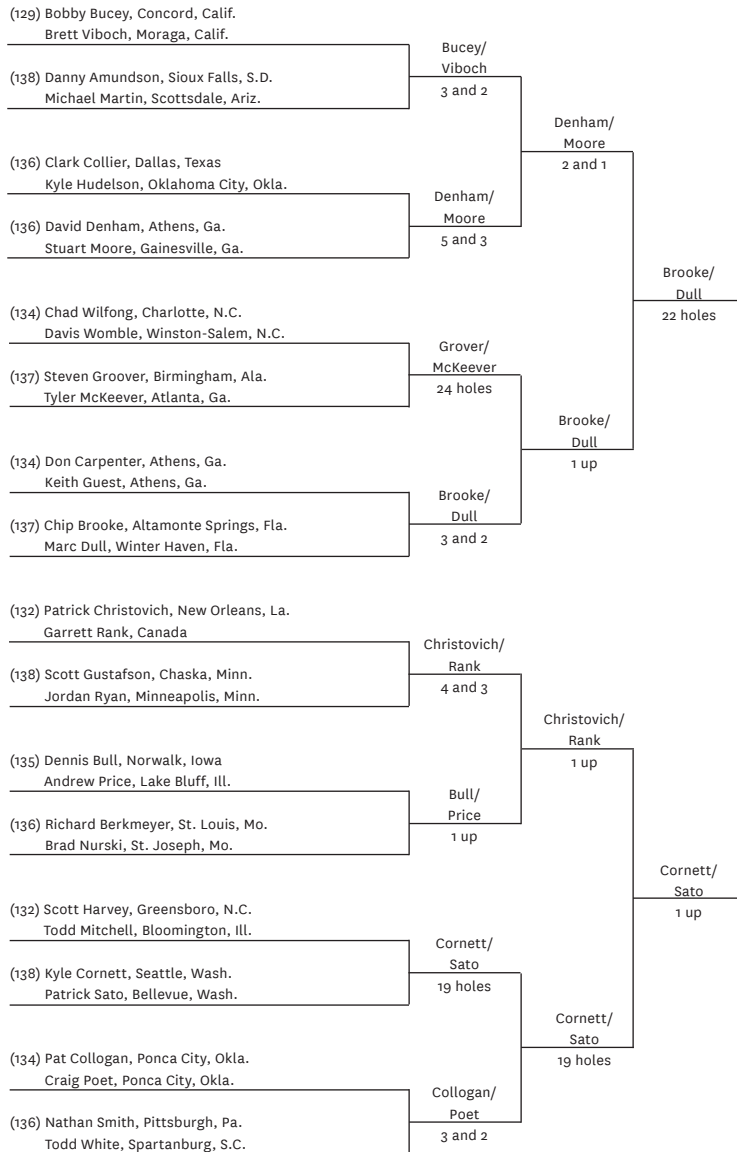 (129) Bobby Bucey, Concord, Calif.
Brett Viboch, Moraga, Calif.
(138) Danny Amundson, Sioux Falls, S.D.
Michael Martin, Scottsdale, Ariz.
(136) Clark Collier, Dallas, Texas
Kyle Hudelson, Oklahoma City, Okla.
(136) David Denham, Athens, Ga.
Stuart Moore, Gainesville, Ga.
(134) Chad Wilfong, Charlotte, N.C.
Davis Womble, Winston-Salem, N.C.
(137) Steven Groover, Birmingham, Ala.
Tyler McKeever, Atlanta, Ga.
(134) Don Carpenter, Athens, Ga.
Keith Guest, Athens, Ga.
(137) Chip Brooke, Altamonte Springs, Fla.
Marc Dull, Winter Haven, Fla.
(132) Patrick Christovich, New Orleans, La.
Garrett Rank, Canada
(138) Scott Gustafson, Chaska, Minn.
Jordan Ryan, Minneapolis, Minn.
(135) Dennis Bull, Norwalk, Iowa
Andrew Price, Lake Bluff, Ill.
(136) Richard Berkmeyer, St. Louis, Mo.
Brad Nurski, St. Joseph, Mo.
(132) Scott Harvey, Greensboro, N.C.
Todd Mitchell, Bloomington, Ill.
(138) Kyle Cornett, Seattle, Wash.
Patrick Sato, Bellevue, Wash.
(134) Pat Collogan, Ponca City, Okla.
Craig Poet, Ponca City, Okla.
(136) Nathan Smith, Pittsburgh, Pa.
Todd White, Spartanburg, S.C.
Bucey/
Viboch
3 and 2
Denham/
Moore
5 and 3
Grover/
McKeever
24 holes
Brooke/
Dull
3 and 2
Christovich/
Rank
4 and 3
Bull/
Price
1 up
Cornett/
Sato
19 holes
Collogan/
Poet
3 and 2
Denham/
Moore
2 and 1
Brooke/
Dull
1 up
Christovich/
Rank
1 up
Cornett/
Sato
19 holes
Brooke/
Dull
22 holes
Cornett/
Sato
1 up